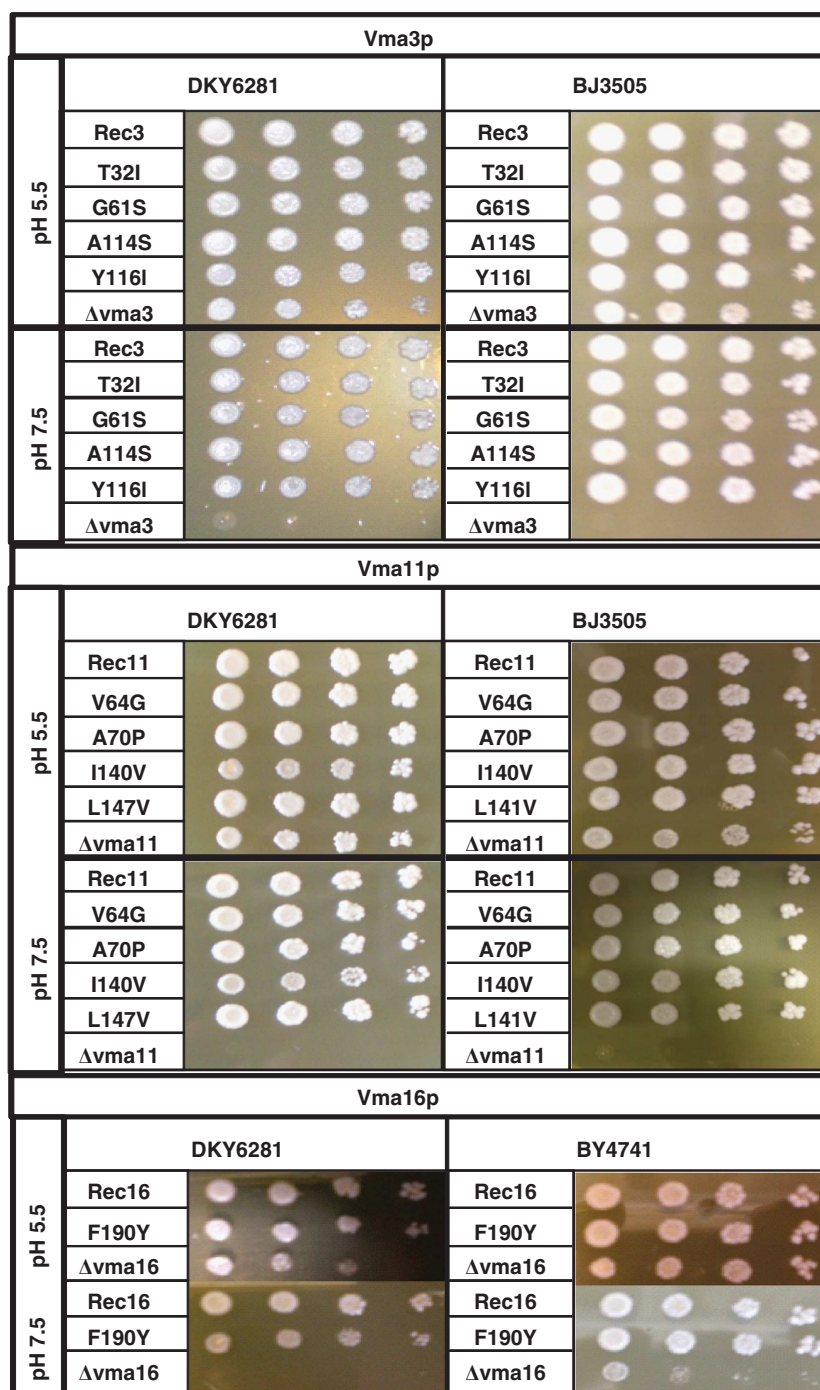 Vma3p
DKY6281 BJ3505
pH 5.5
Rec3 Rec3
T32I T32I
G61S G61S
A114S A114S
Y116I Y116I
Δvma3 Δvma3
pH 7.5
Rec3 Rec3
T32I T32I
G61S G61S
A114S A114S
Y116I Y116I
Δvma3 Δvma3
Vma11p
DKY6281 BJ3505
pH 5.5
Rec11 Rec11
V64G V64G
A70P A70P
I140V I140V
L147V L141V
Δvma11 Δvma11
pH 7.5
Rec11 Rec11
V64G V64G
A70P A70P
I140V I140V
L147V L141V
Δvma11 Δvma11
Vma16p
DKY6281 BY4741
pH 5.5
Rec16 Rec16
F190Y F190Y
Δvma16 Δvma16
pH 7.5
Rec16 Rec16
F190Y F190Y
Δvma16 Δvma16